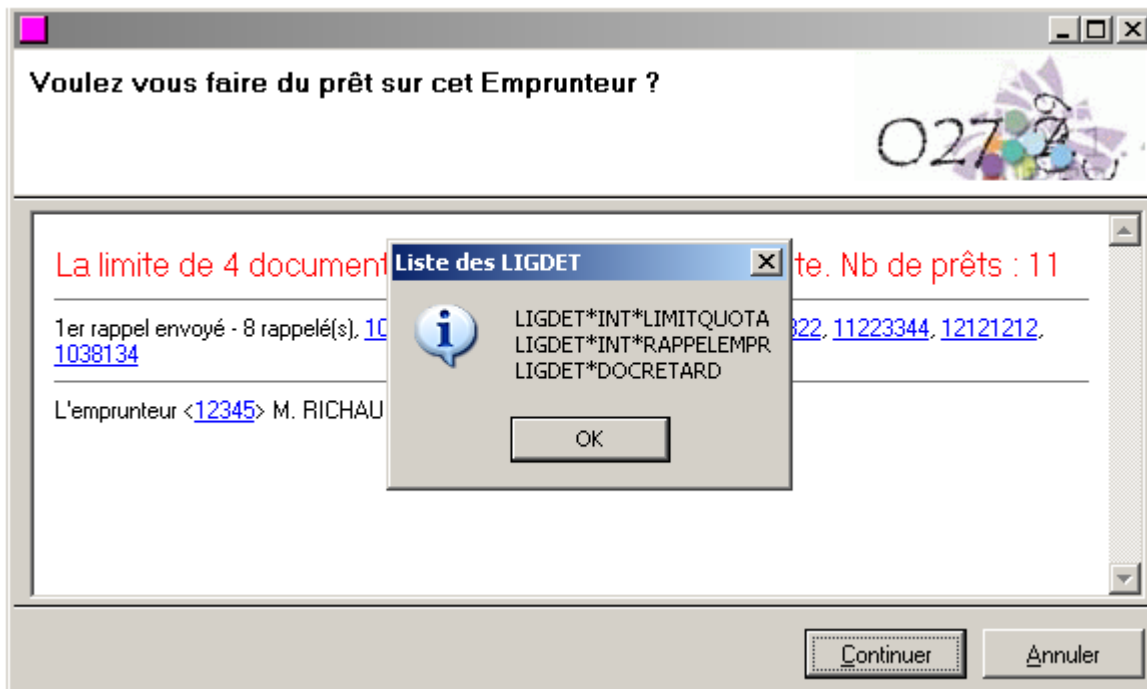 Voulez vous faire du prêt sur cet Emprunteur ?
O27
La limite de 4 document
te. Nb de prêts : 11
1er rappel envoyé - 8 rappelé(s), 10
322, 11223344, 12121212,
1038134
L'emprunteur <12345> M. RICHAU
Liste des LIGDET
LIGDET*INT*LIMITQUOTA
LIGDET*INT*RAPPELEMPR
LIGDET*DOCRETARD
OK
Continuer
Annuler